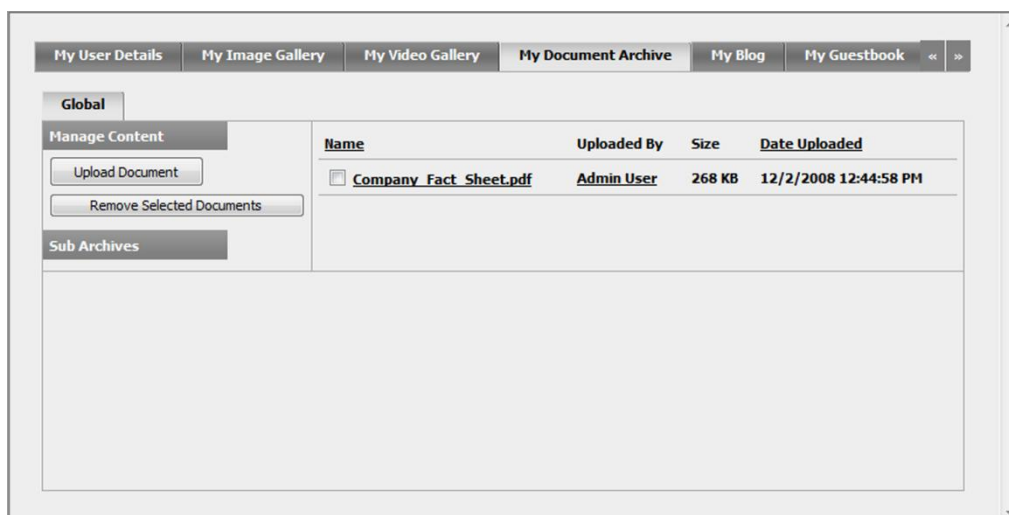 My User Details My Image Gallery My Video Gallery My Document Archive My Blog My Guestbook « »
Global
Manage Content
Name Uploaded By Size Date Uploaded
Upload Document
Company_Fact_Sheet.pdf Admin User 268 KB 12/2/2008 12:44:58 PM
Remove Selected Documents
Sub Archives